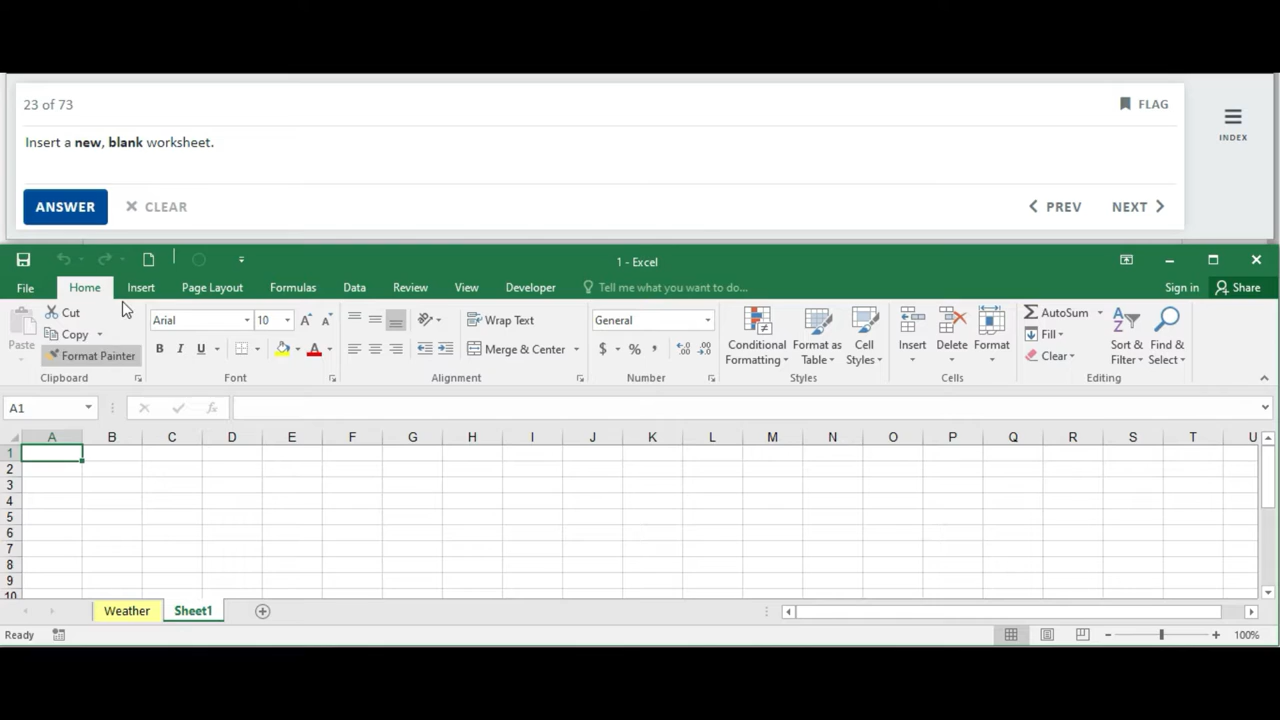 23 of 73
FLAG
INDEX
Insert a new, blank worksheet.
ANSWER
CLEAR
PREV
NEXT
1 - Excel
File Home Insert Page Layout Formulas Data Review View Developer Tell me what you want to do... Sign in Share
Paste
Cut
Copy
Format Painter
Clipboard
Arial 10 A A
B I U A
Font
Wrap Text
Merge & Center
Alignment
General
$ % , .00 .0
Number
Conditional Formatting
Format as Table
Cell Styles
Styles
Insert
Delete
Format
Cells
AutoSum
Fill
Clear
Sort & Filter
Find & Select
Editing
A1 fx
A B C D E F G H I J K L M N O P Q R S T U
1
2
3
4
5
6
7
8
9
10
Weather Sheet1
Ready
100%